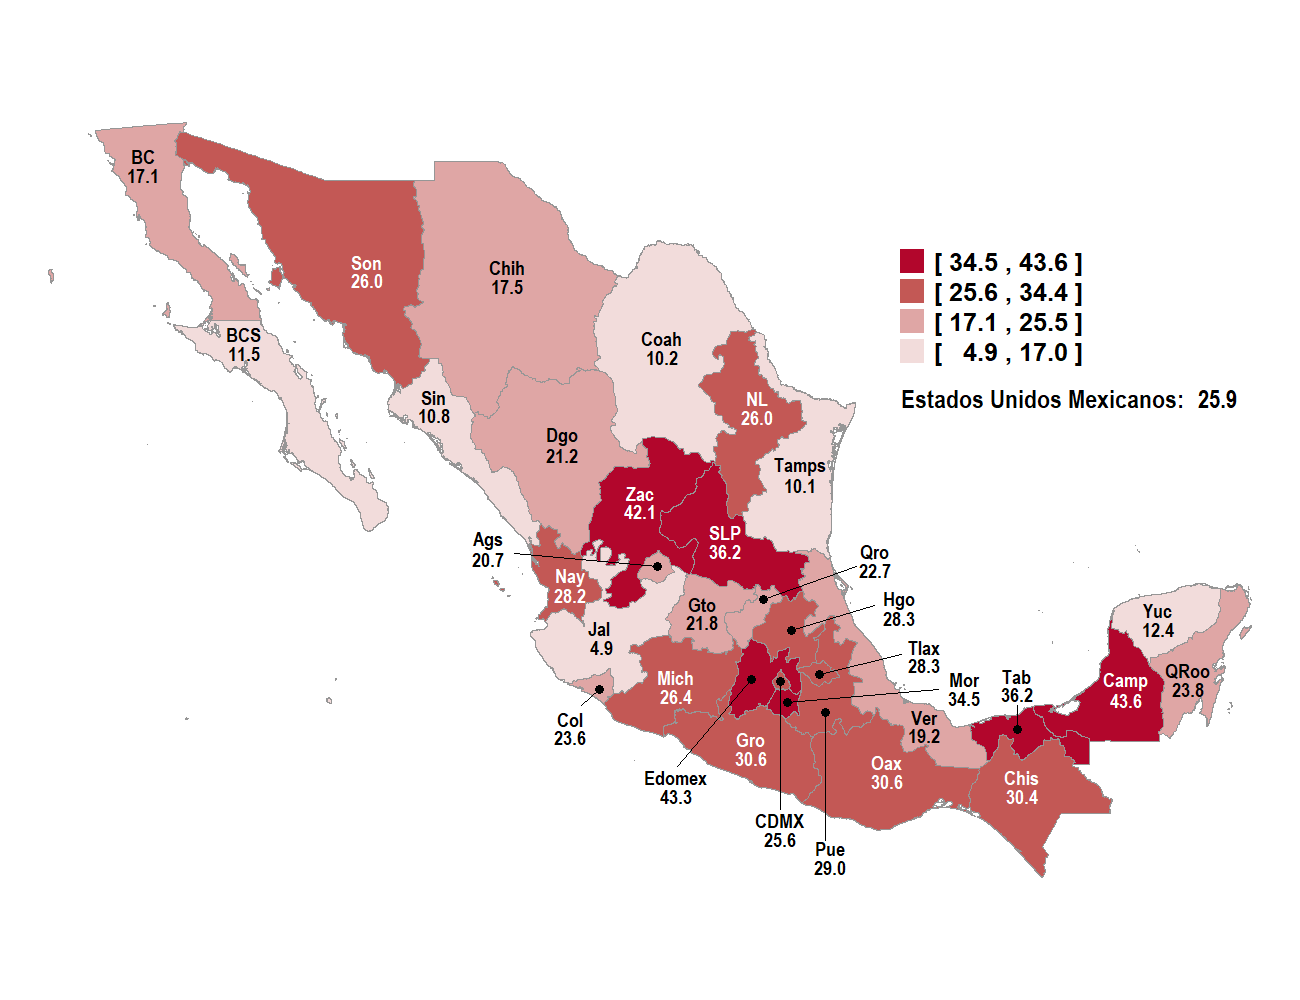 BC
17.1
Son
26.0
Chih
17.5
[ 34.5 , 43.6 ]
[ 25.6 , 34.4 ]
[ 17.1 , 25.5 ]
[ 4.9 , 17.0 ]
Estados Unidos Mexicanos: 25.9
BCS
11.5
Coah
10.2
Sin
10.8
NL
26.0
Dgo
21.2
Tamps
10.1
Zac
42.1
SLP
36.2
Ags
20.7
Qro
22.7
Nay
28.2
Gto
21.8
Hgo
28.3
Yuc
12.4
Jal
4.9
Tlax
28.3
Mich
26.4
Mor
34.5
Tab
36.2
Camp
43.6
QRoo
23.8
Col
23.6
Ver
19.2
Gro
30.6
Edomex
43.3
Oax
30.6
Chis
30.4
CDMX
25.6
Pue
29.0